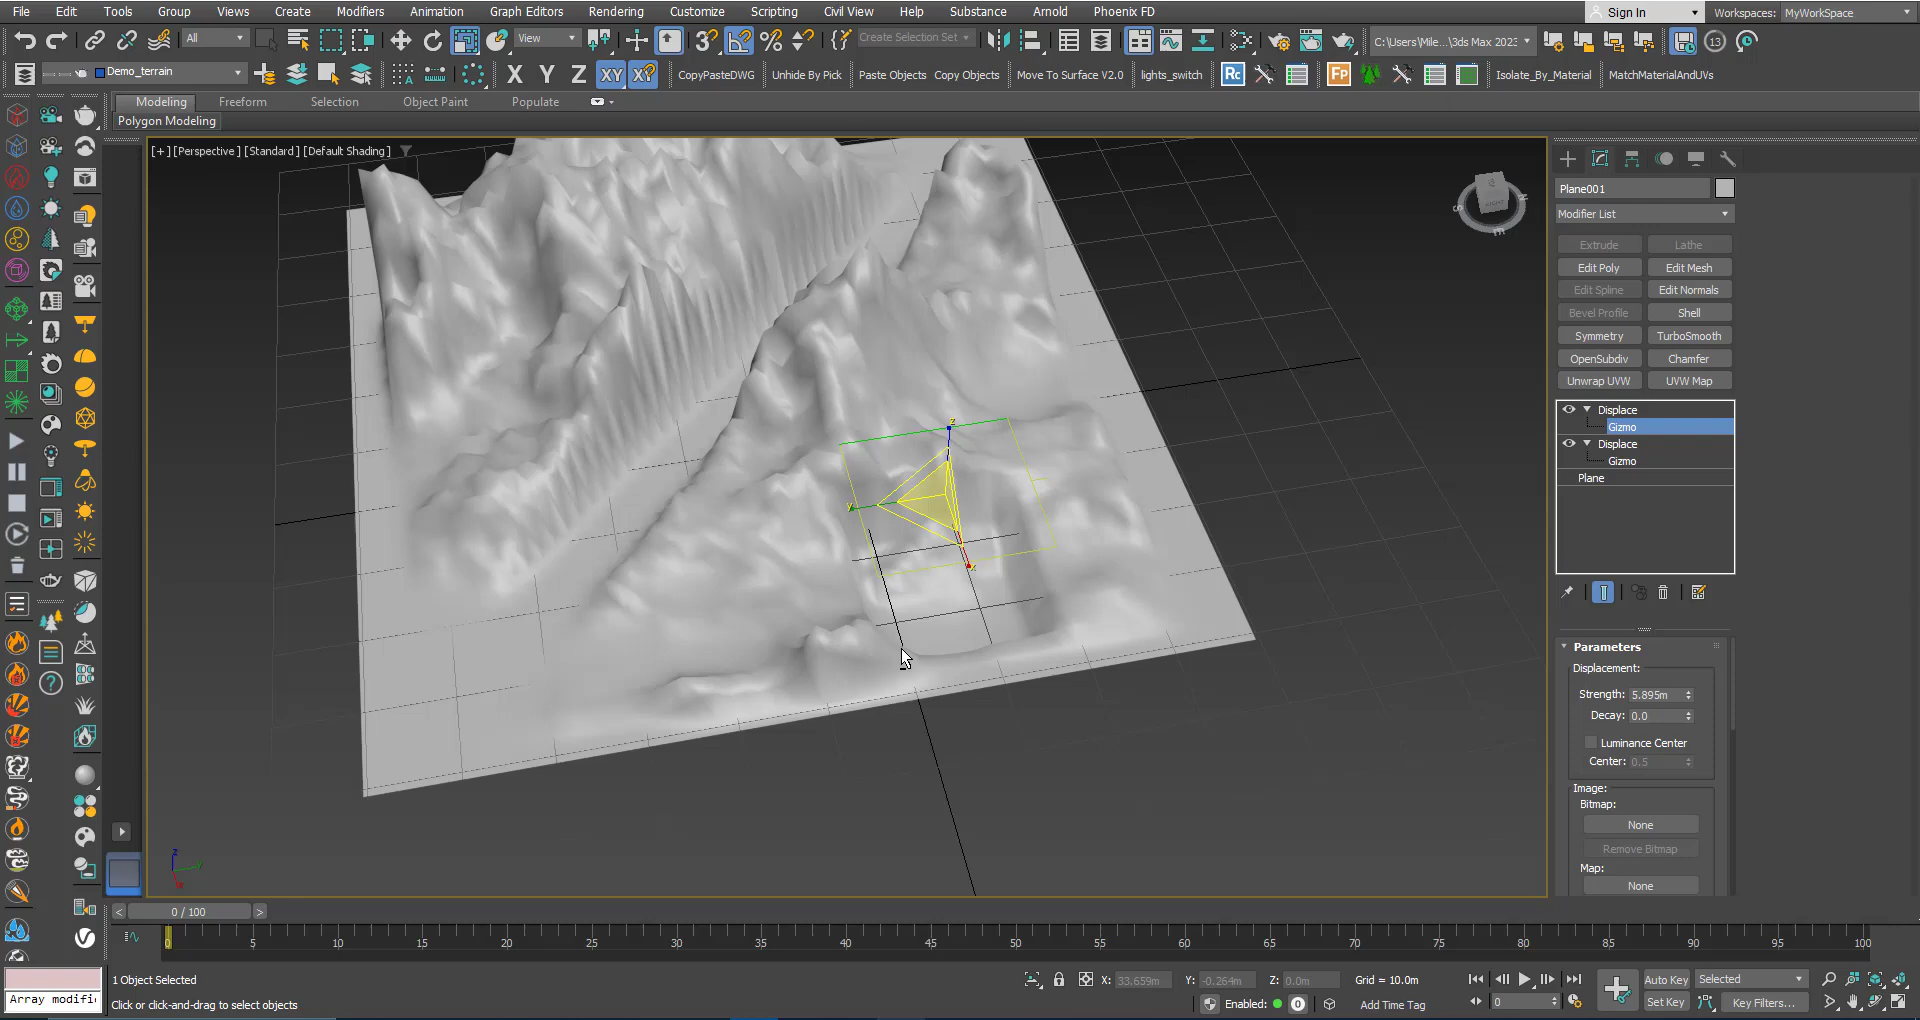 File Edit Tools Group Views Create Modifiers Animation Graph Editors Rendering Customize Scripting Civil View Help Substance Arnold Phoenix FD Sign In Workspaces: MyWorkSpace
All View Create Selection Set C:\Users\Mile...\3ds Max 2023 13
Demo_terrain X Y Z XY CopyPasteDWG Unhide By Pick Paste Objects Copy Objects Move To Surface V2.0 lights_switch Rc Fp Isolate_By_Material MatchMaterialAndUVs
Modeling Freeform Selection Object Paint Populate
Polygon Modeling
[+] [Perspective] [Standard] [Default Shading]
Plane001
Modifier List
Extrude Lathe
Edit Poly Edit Mesh
Edit Spline Edit Normals
Bevel Profile Shell
Symmetry TurboSmooth
OpenSubdiv Chamfer
Unwrap UVW UVW Map
Displace
Gizmo
Displace
Gizmo
Plane
z
y
x
Parameters
Displacement:
Strength: 5.895m
Decay: 0.0
Luminance Center
Center: 0.5
Image:
Bitmap:
None
Remove Bitmap
Map:
None
< 0 / 100 >
0 5 10 15 20 25 30 35 40 45 50 55 60 65 70 75 80 85 90 95 100
1 Object Selected X: 33.659m Y: -0.264m Z: 0.0m Grid = 10.0m Auto Key Selected
Array modifi Click or click-and-drag to select objects Enabled: 0 Add Time Tag 0 Set Key Key Filters...